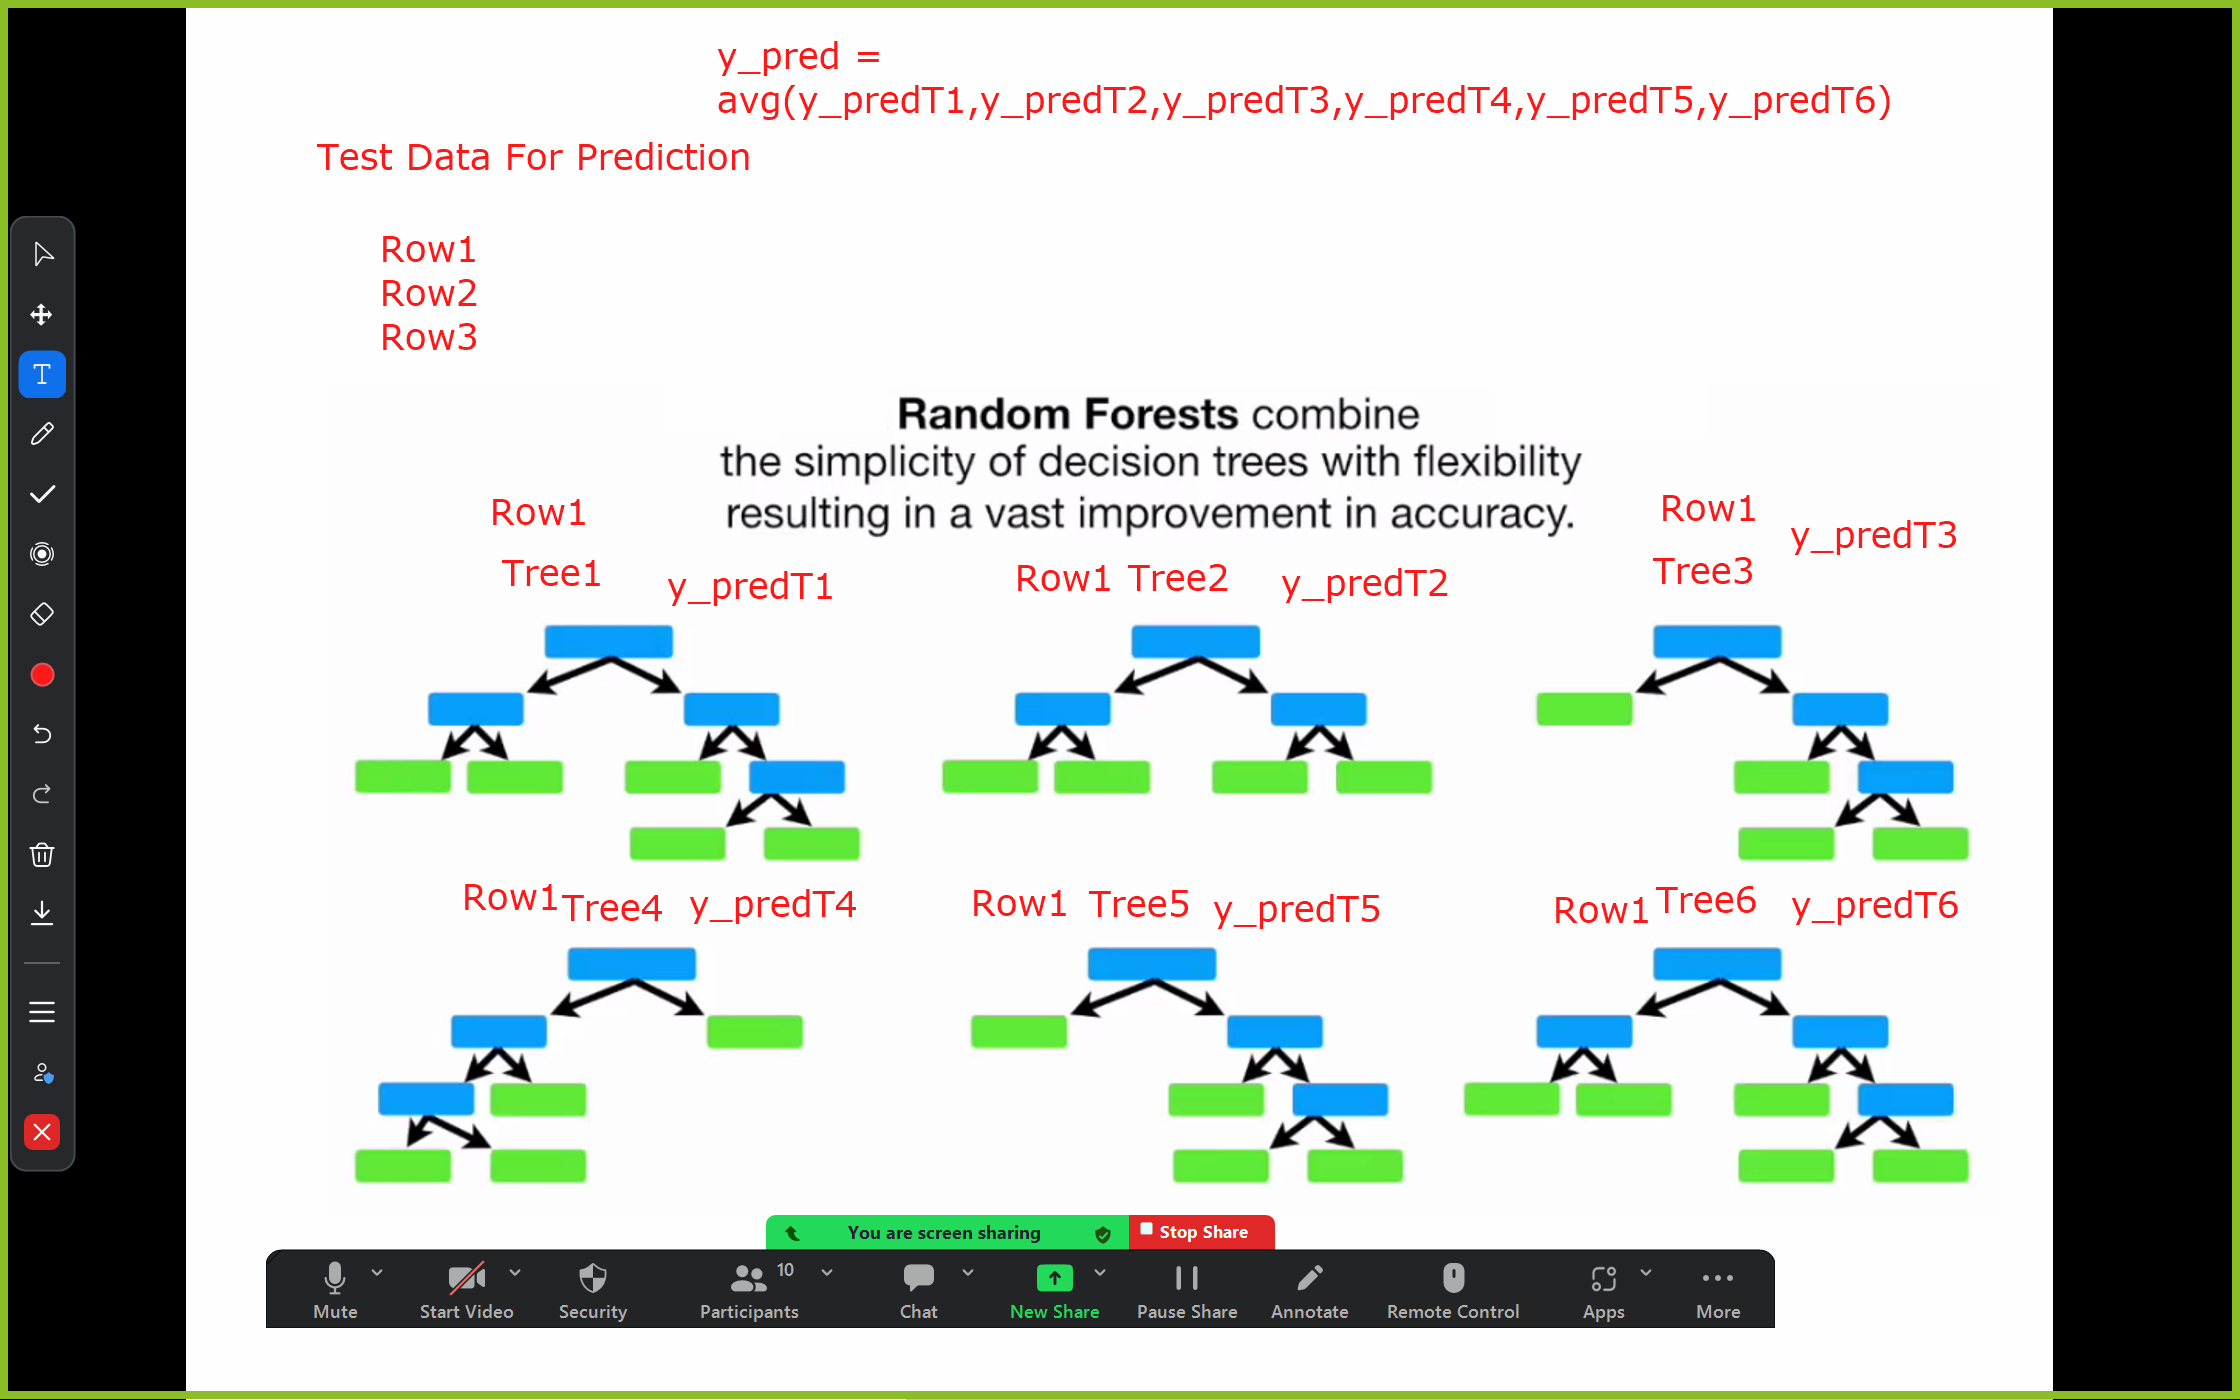 y_pred =
avg(y_predT1,y_predT2,y_predT3,y_predT4,y_predT5,y_predT6)
Test Data For Prediction
Row1
Row2
Row3
Random Forests combine
the simplicity of decision trees with flexibility
resulting in a vast improvement in accuracy.
Row1
Tree1
y_predT1
Row1 Tree2
y_predT2
Row1
Tree3
y_predT3
Row1
Tree4
y_predT4
Row1
Tree5
y_predT5
Row1
Tree6
y_predT6
T
You are screen sharing
Stop Share
Mute
Start Video
Security
Participants
10
Chat
New Share
Pause Share
Annotate
Remote Control
Apps
More